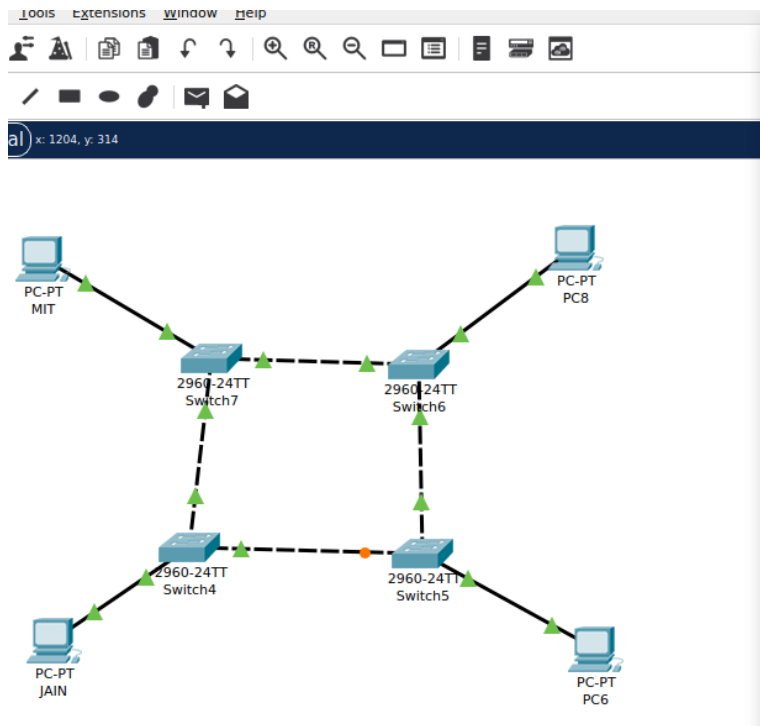 Tools Extensions Window Help
al x: 1204, y: 314
PC-PT
MIT
PC-PT
PC8
2960-24TT
Switch7
2960-24TT
Switch6
2960-24TT
Switch4
2960-24TT
Switch5
PC-PT
JAIN
PC-PT
PC6